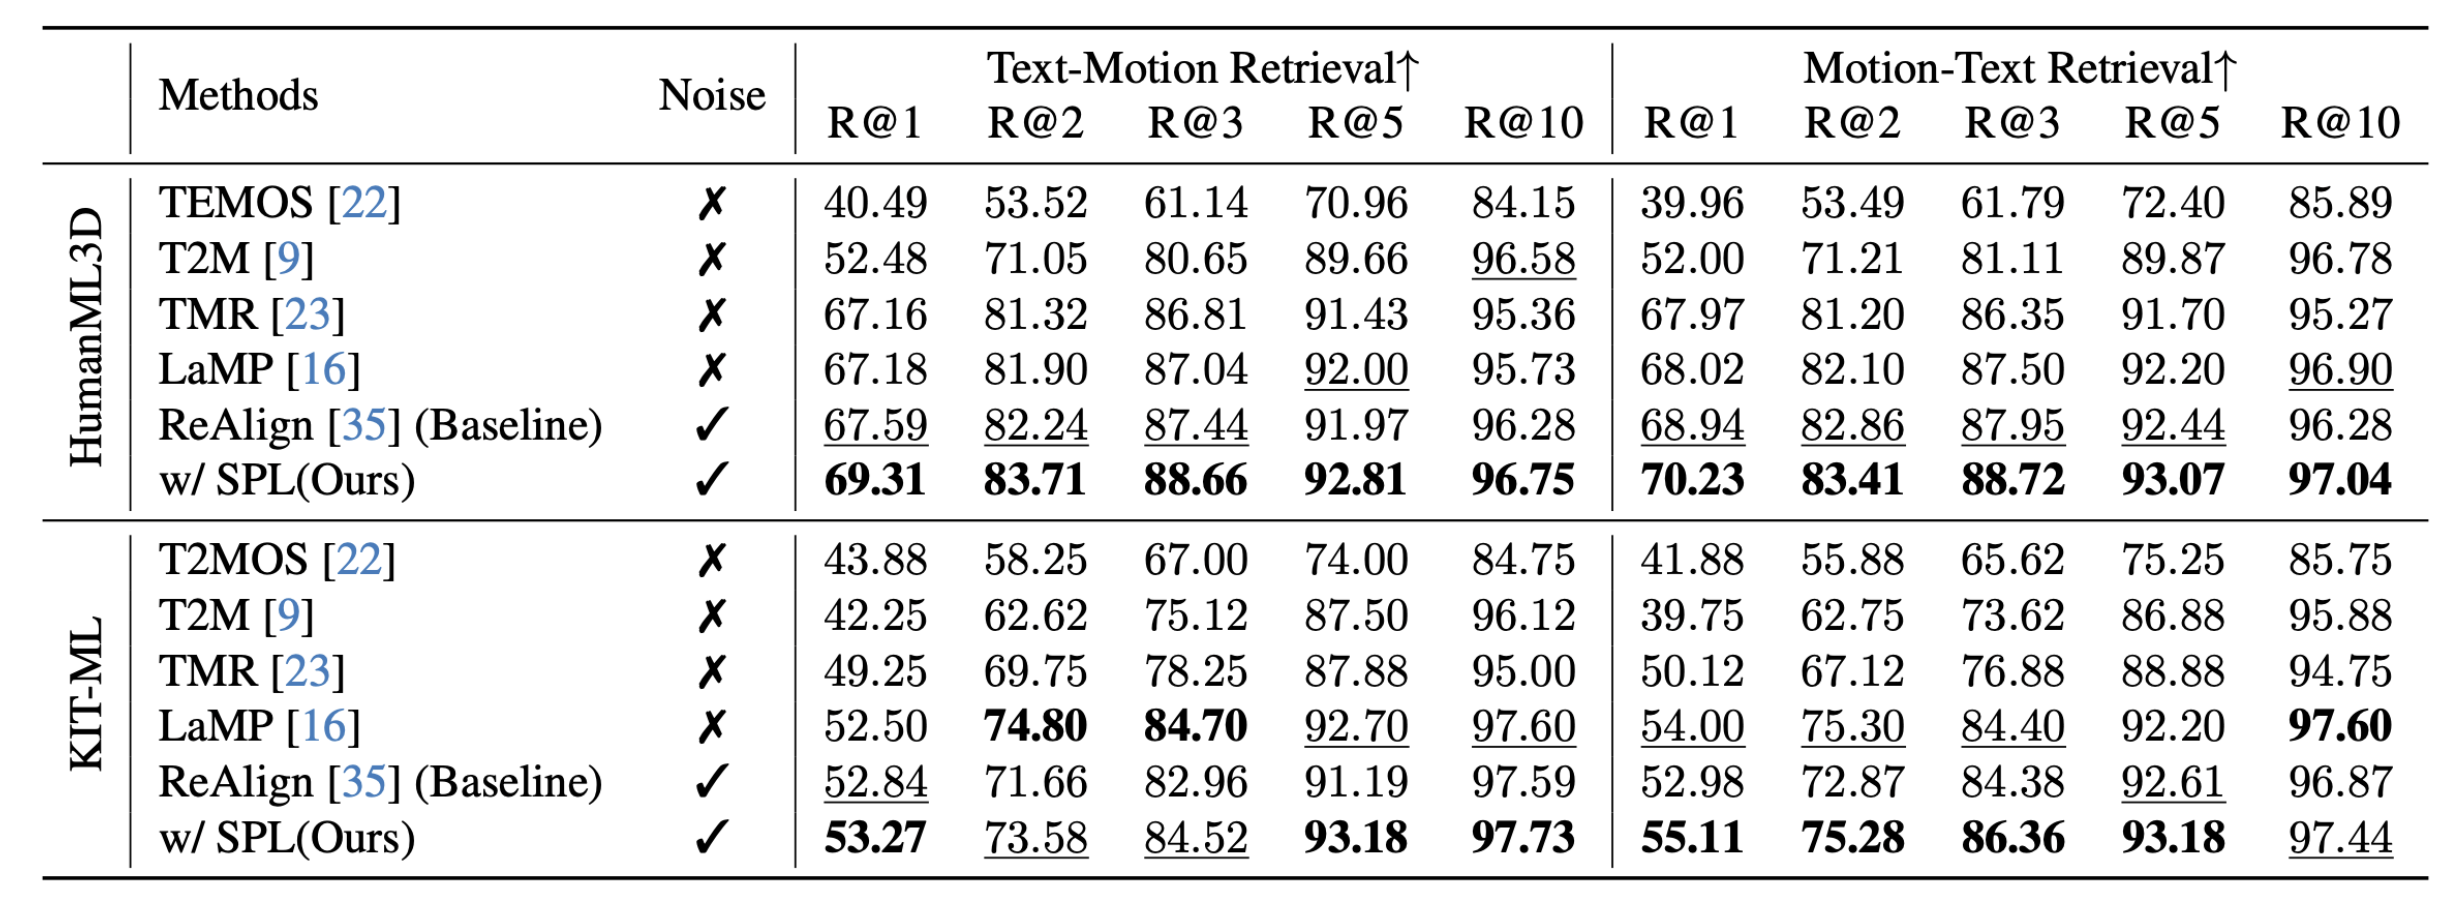 Methods Noise Text-Motion Retrieval↑ Motion-Text Retrieval↑
R@1 R@2 R@3 R@5 R@10 R@1 R@2 R@3 R@5 R@10
HumanML3D
TEMOS [22] ✗ 40.49 53.52 61.14 70.96 84.15 39.96 53.49 61.79 72.40 85.89
T2M [9] ✗ 52.48 71.05 80.65 89.66 96.58 52.00 71.21 81.11 89.87 96.78
TMR [23] ✗ 67.16 81.32 86.81 91.43 95.36 67.97 81.20 86.35 91.70 95.27
LaMP [16] ✗ 67.18 81.90 87.04 92.00 95.73 68.02 82.10 87.50 92.20 96.90
ReAlign [35] (Baseline) ✓ 67.59 82.24 87.44 91.97 96.28 68.94 82.86 87.95 92.44 96.28
w/ SPL(Ours) ✓ 69.31 83.71 88.66 92.81 96.75 70.23 83.41 88.72 93.07 97.04
KIT-ML
T2MOS [22] ✗ 43.88 58.25 67.00 74.00 84.75 41.88 55.88 65.62 75.25 85.75
T2M [9] ✗ 42.25 62.62 75.12 87.50 96.12 39.75 62.75 73.62 86.88 95.88
TMR [23] ✗ 49.25 69.75 78.25 87.88 95.00 50.12 67.12 76.88 88.88 94.75
LaMP [16] ✗ 52.50 74.80 84.70 92.70 97.60 54.00 75.30 84.40 92.20 97.60
ReAlign [35] (Baseline) ✓ 52.84 71.66 82.96 91.19 97.59 52.98 72.87 84.38 92.61 96.87
w/ SPL(Ours) ✓ 53.27 73.58 84.52 93.18 97.73 55.11 75.28 86.36 93.18 97.44